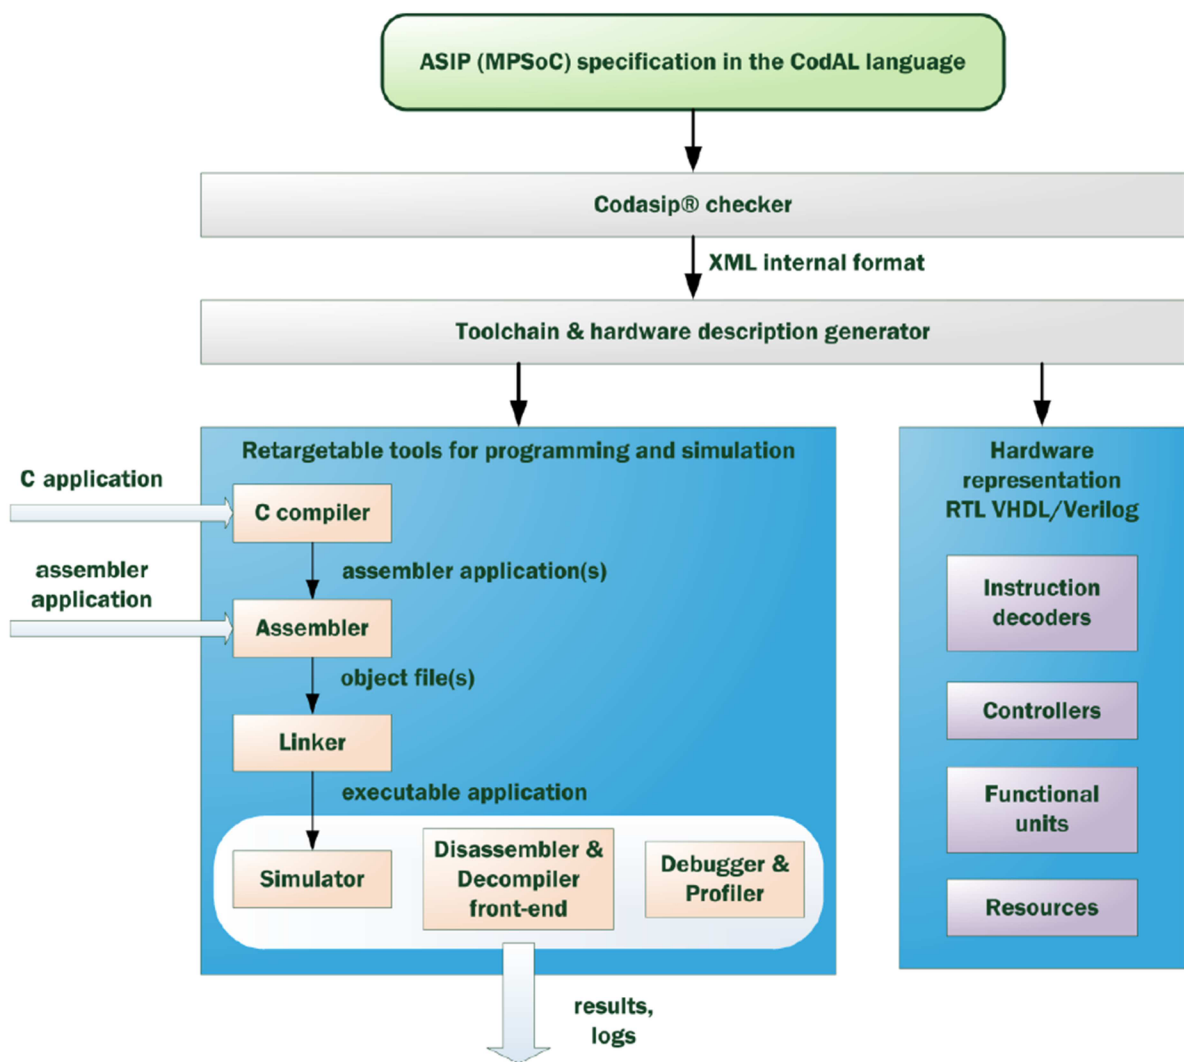 ASIP (MPSoC) specification in the CodAL language
Codasip® checker
XML internal format
Toolchain & hardware description generator
Retargetable tools for programming and simulation
C application
C compiler
assembler application(s)
assembler
application
Assembler
object file(s)
Linker
executable application
Simulator
Disassembler &
Decompiler
front-end
Debugger &
Profiler
results,
logs
Hardware
representation
RTL VHDL/Verilog
Instruction
decoders
Controllers
Functional
units
Resources